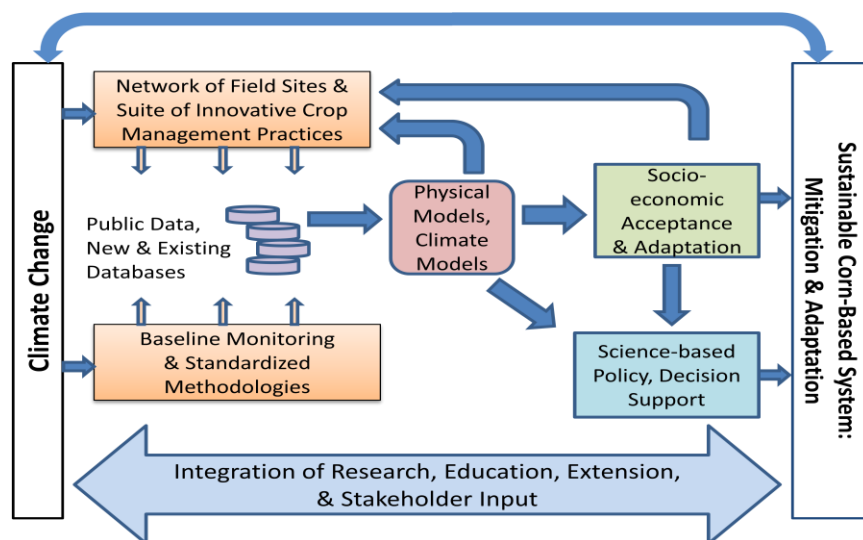 Climate Change
Network of Field Sites &
Suite of Innovative Crop
Management Practices
Public Data,
New & Existing
Databases
Baseline Monitoring
& Standardized
Methodologies
Physical
Models,
Climate
Models
Socio-
economic
Acceptance
& Adaptation
Science-based
Policy, Decision
Support
Sustainable Corn-Based System:
Mitigation & Adaptation
Integration of Research, Education, Extension,
& Stakeholder Input